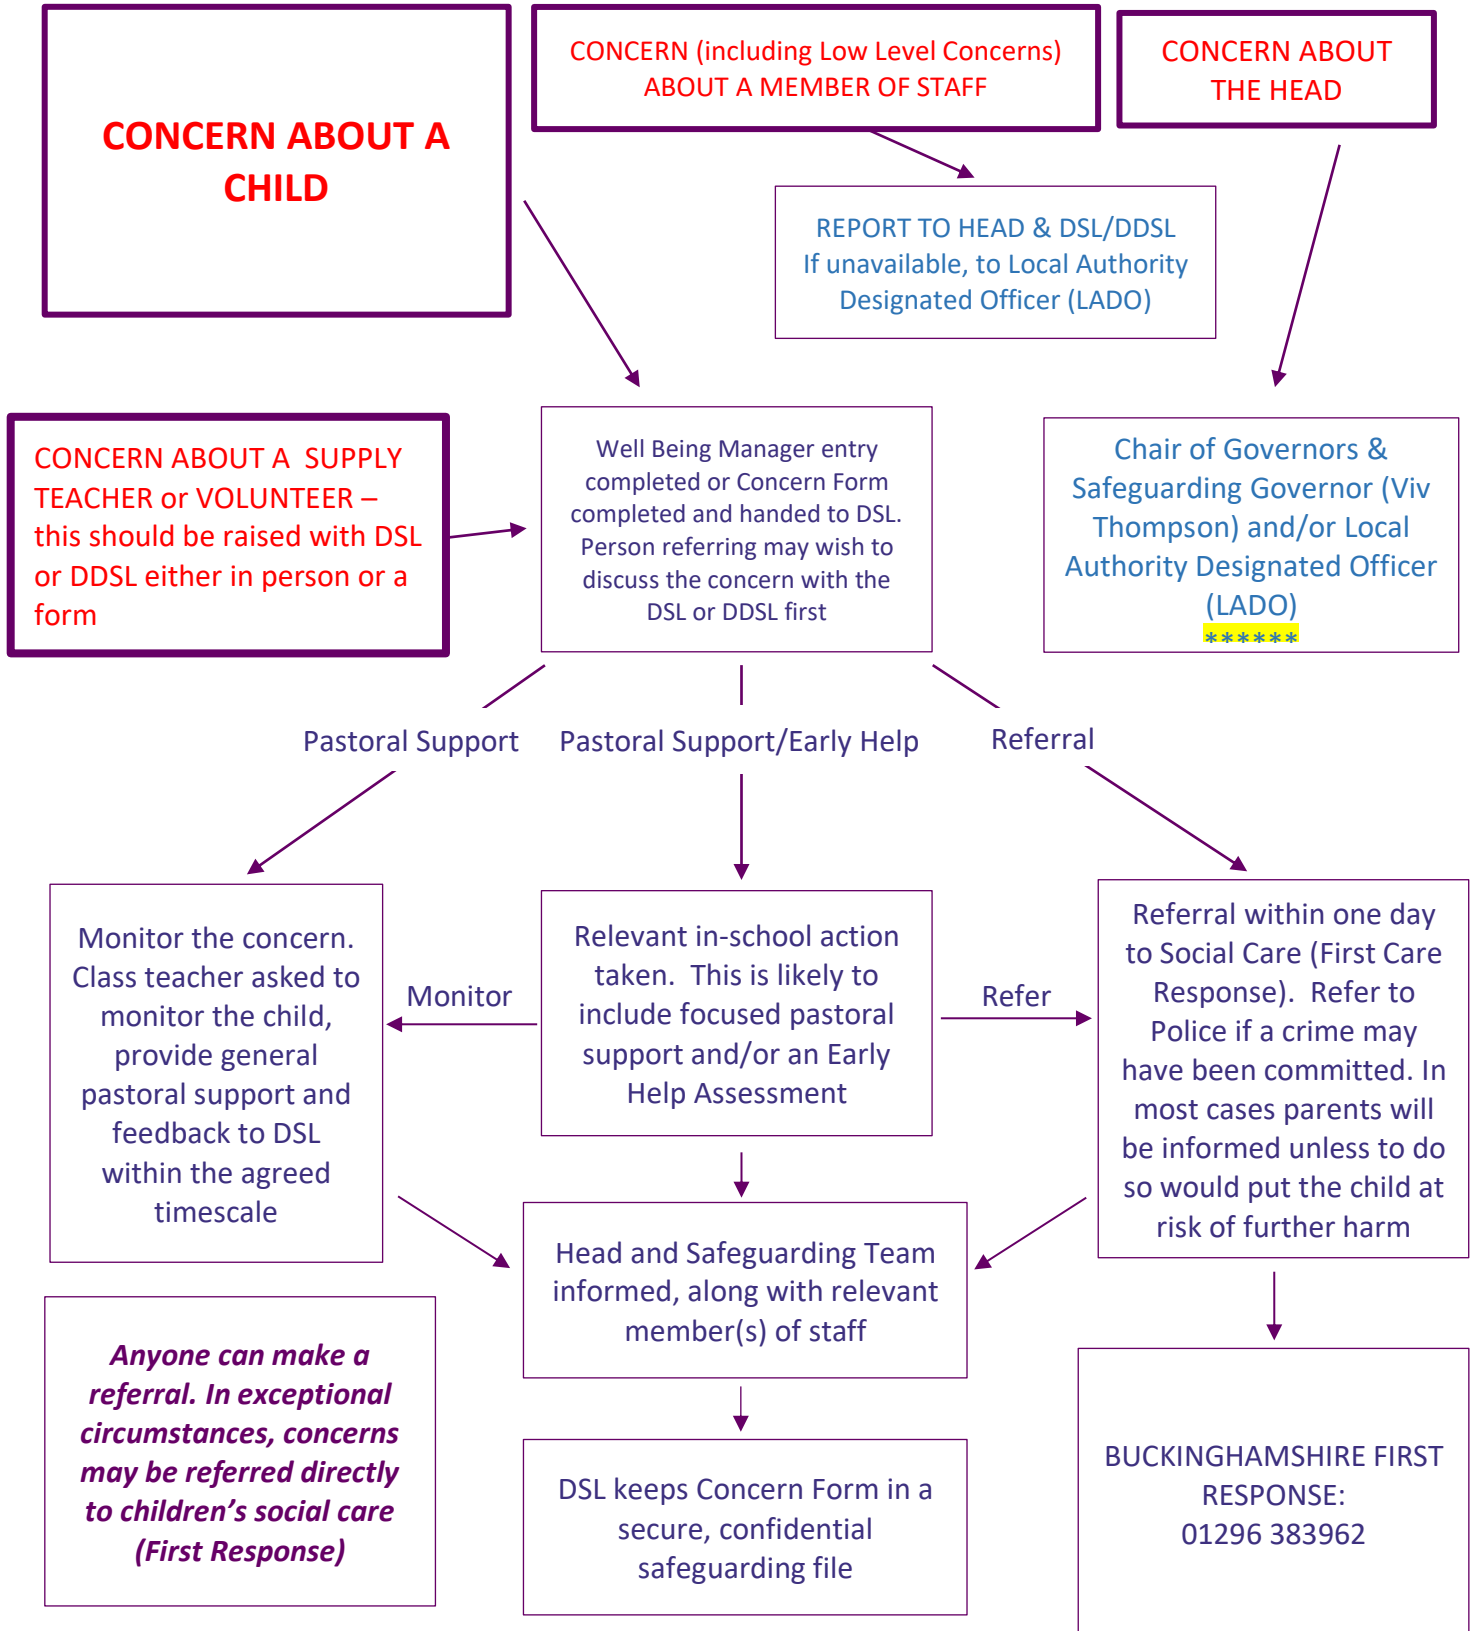 CONCERN ABOUT A
CHILD
CONCERN (including Low Level Concerns)
ABOUT A MEMBER OF STAFF
CONCERN ABOUT
THE HEAD
REPORT TO HEAD & DSL/DDSL
If unavailable, to Local Authority
Designated Officer (LADO)
CONCERN ABOUT A SUPPLY
TEACHER or VOLUNTEER –
this should be raised with DSL
or DDSL either in person or a
form
Well Being Manager entry
completed or Concern Form
completed and handed to DSL.
Person referring may wish to
discuss the concern with the
DSL or DDSL first
Chair of Governors &
Safeguarding Governor (Viv
Thompson) and/or Local
Authority Designated Officer
(LADO)
******
Pastoral Support
Pastoral Support/Early Help
Referral
Monitor the concern.
Class teacher asked to
monitor the child,
provide general
pastoral support and
feedback to DSL
within the agreed
timescale
Monitor
Relevant in-school action
taken. This is likely to
include focused pastoral
support and/or an Early
Help Assessment
Refer
Referral within one day
to Social Care (First Care
Response). Refer to
Police if a crime may
have been committed. In
most cases parents will
be informed unless to do
so would put the child at
risk of further harm
Head and Safeguarding Team
informed, along with relevant
member(s) of staff
Anyone can make a
referral. In exceptional
circumstances, concerns
may be referred directly
to children’s social care
(First Response)
DSL keeps Concern Form in a
secure, confidential
safeguarding file
BUCKINGHAMSHIRE FIRST
RESPONSE:
01296 383962